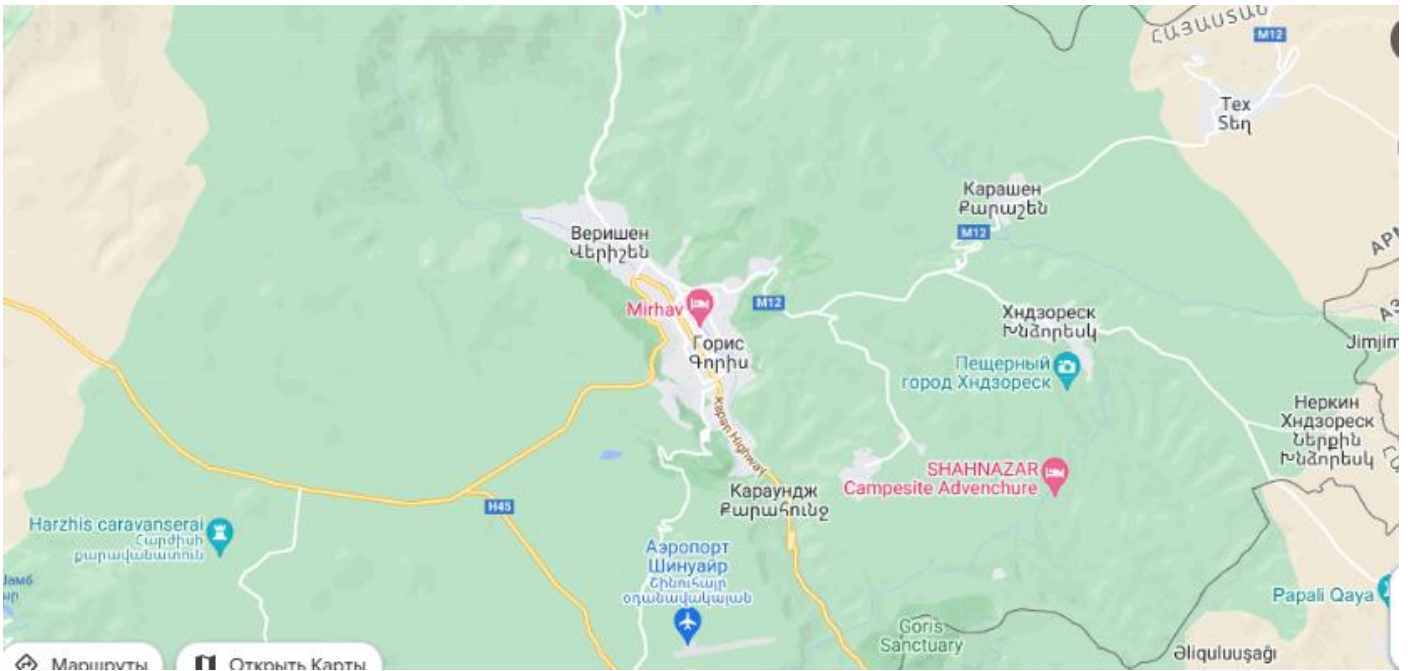 ՀԱՅԱՍՏԱՆ
M12
Тех
Տեղ
Карашен
Քարաշեն
M12
Веришен
Վերիշեն
Mirhav
M12
Горис
Գորիս
Хндзореск
Խնձորեսկ
Пещерный
город Хндзореск
Jimjim
Неркин
Хндзореск
Ներքին
Խնձորեսկ
Kapan Highway
SHAHNAZAR
Campesite Advenchure
Караундж
Քարահունջ
H45
Harzhis caravanserai
Հարժիսի
քարավանատուն
Аэропорт
Шинуайр
Շինուհայր
օդանավակայան
Goris
Sanctuary
Papali Qaya
Əliquluuşağı
Маршруты
Открыть Карты